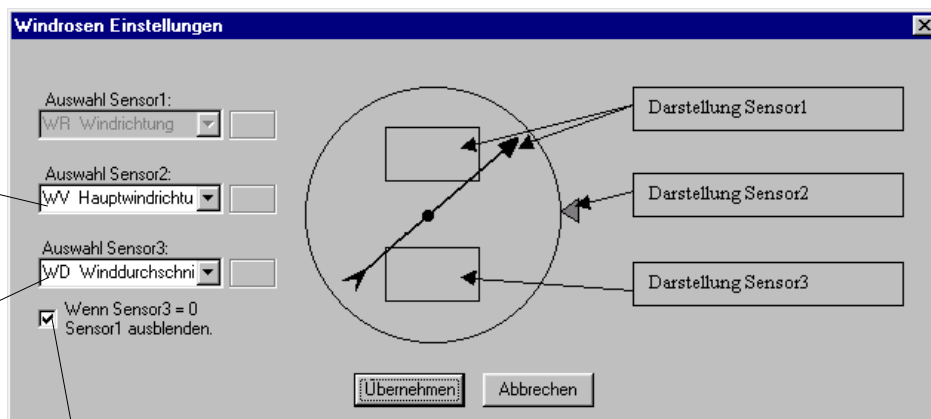 Windrosen Einstellungen
Auswahl Sensor1:
WR Windrichtung
Auswahl Sensor2:
WV Hauptwindrichtu
Auswahl Sensor3:
WD Winddurchschni
Wenn Sensor3 = 0
Sensor1 ausblenden.
Darstellung Sensor1
Darstellung Sensor2
Darstellung Sensor3
Übernehmen
Abbrechen